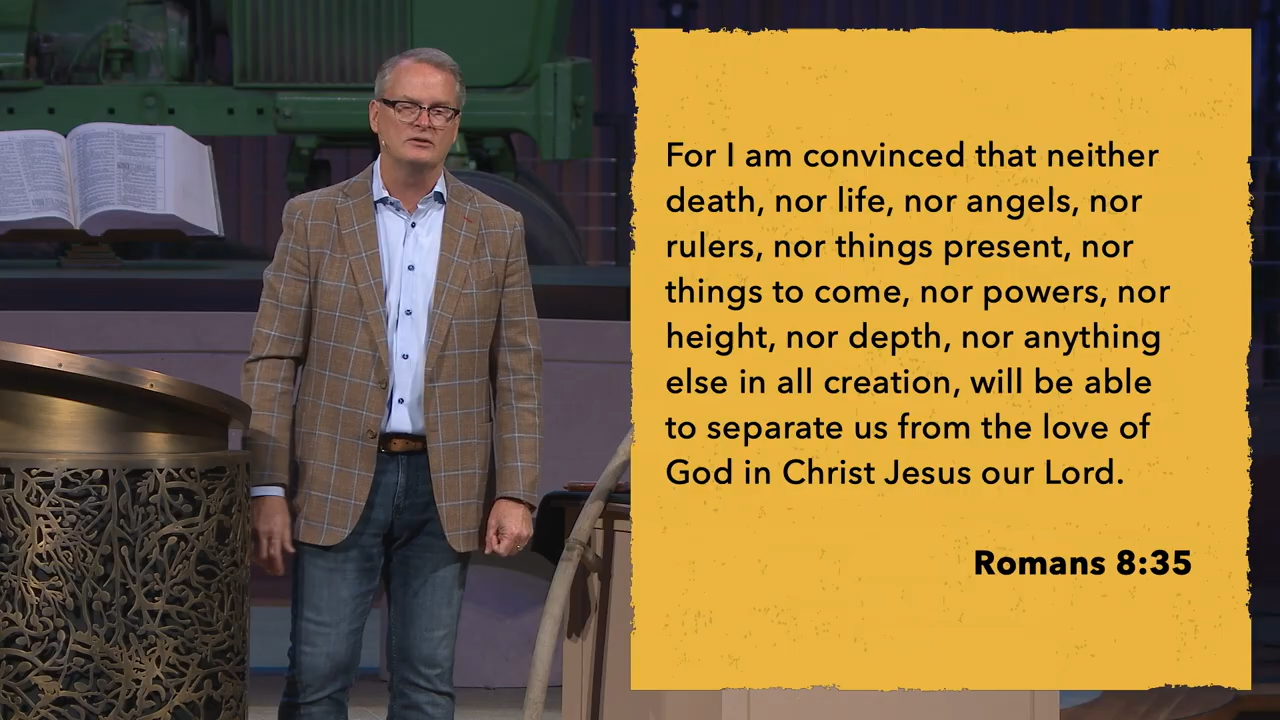 For I am convinced that neither
death, nor life, nor angels, nor
rulers, nor things present, nor
things to come, nor powers, nor
height, nor depth, nor anything
else in all creation, will be able
to separate us from the love of
God in Christ Jesus our Lord.
Romans 8:35